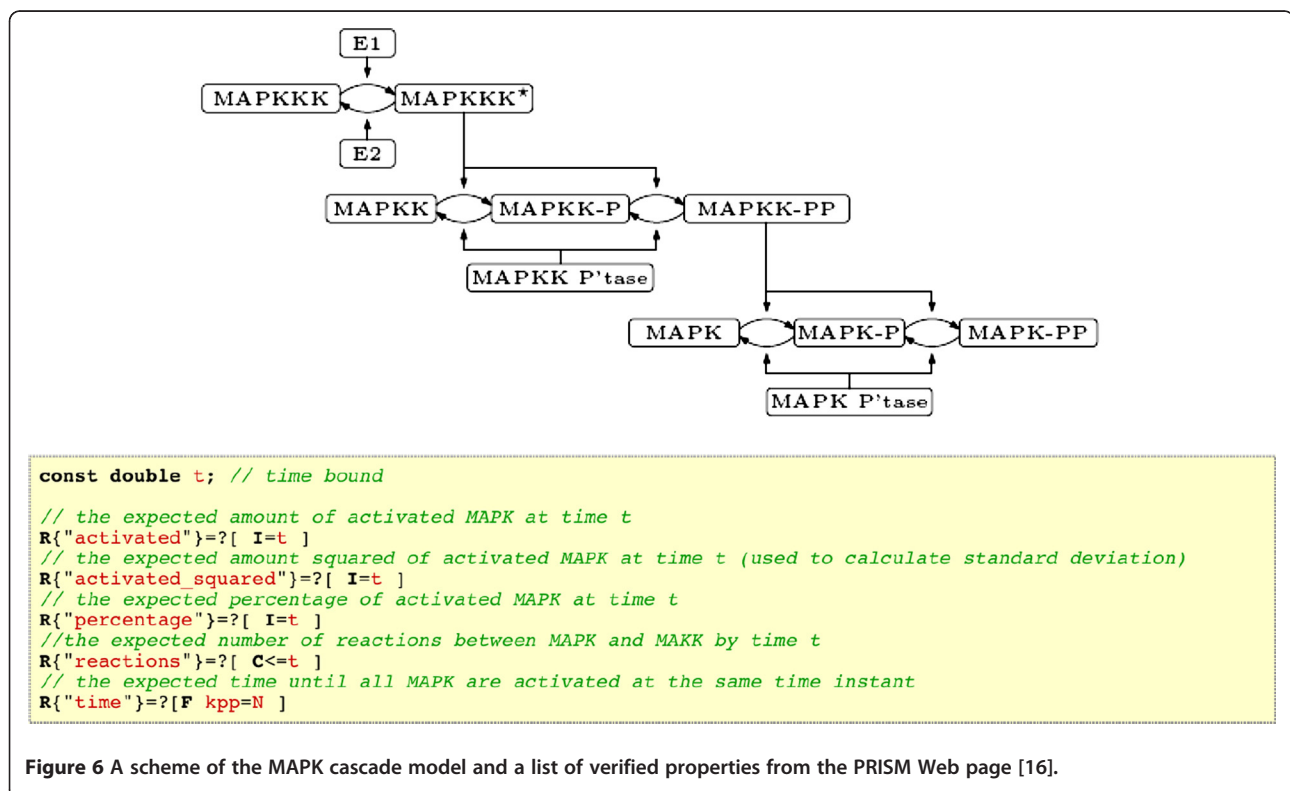 E1
MAPKKK
MAPKKK★
E2
MAPKK
MAPKK-P
MAPKK-PP
MAPKK P'tase
MAPK
MAPK-P
MAPK-PP
MAPK P'tase
const double t; // time bound
// the expected amount of activated MAPK at time t
R{"activated"}=?[ I=t ]
// the expected amount squared of activated MAPK at time t (used to calculate standard deviation)
R{"activated_squared"}=?[ I=t ]
// the expected percentage of activated MAPK at time t
R{"percentage"}=?[ I=t ]
//the expected number of reactions between MAPK and MAKK by time t
R{"reactions"}=?[ C<=t ]
// the expected time until all MAPK are activated at the same time instant
R{"time"}=?[F kpp=N ]
Figure 6 A scheme of the MAPK cascade model and a list of verified properties from the PRISM Web page [16].